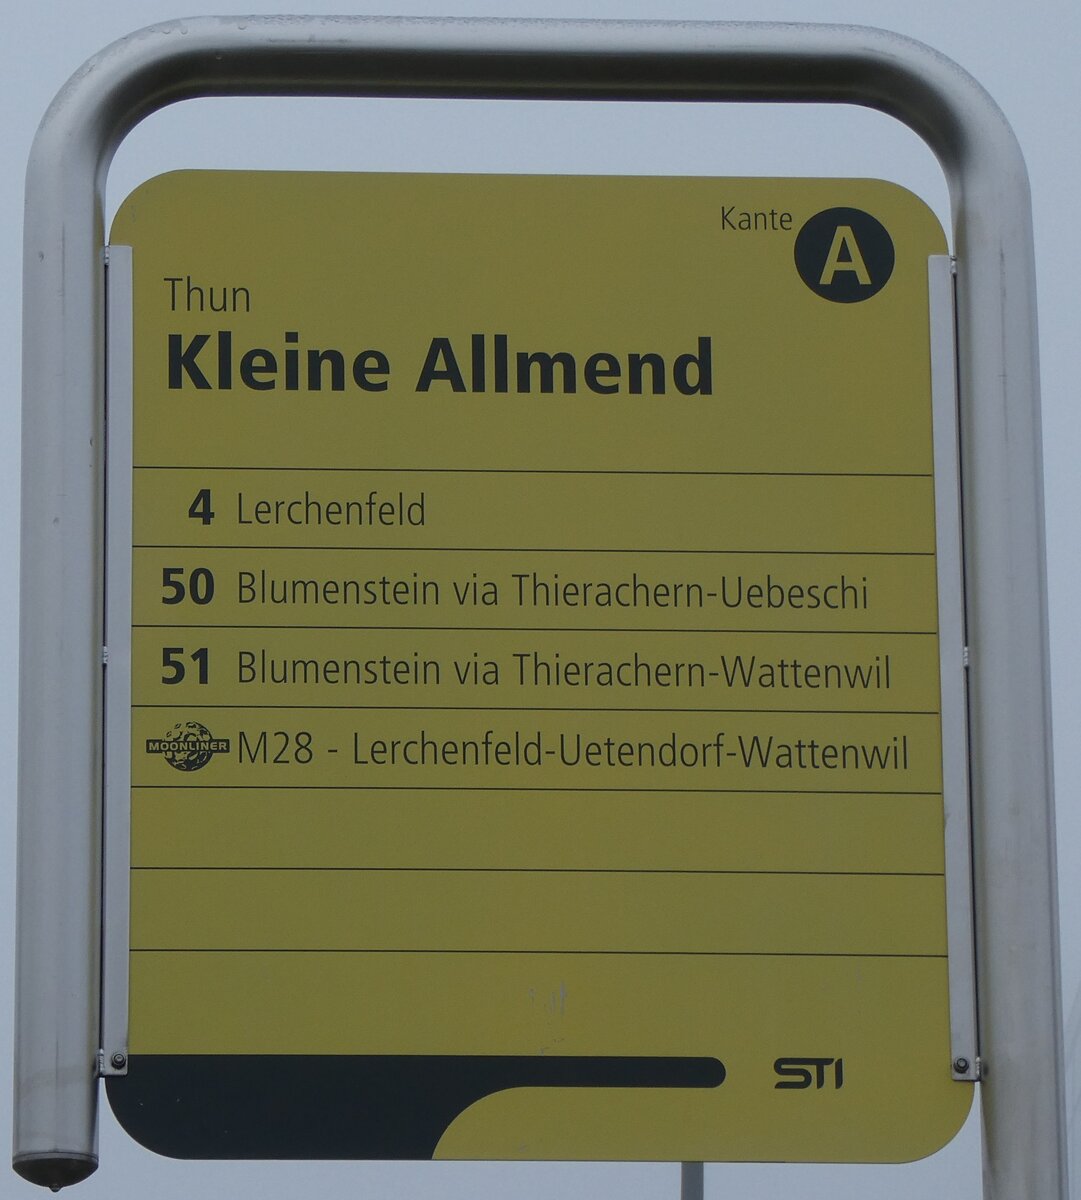 Kante A
Thun
Kleine Allmend
4 Lerchenfeld
50 Blumenstein via Thierachern-Uebeschi
51 Blumenstein via Thierachern-Wattenwil
MOONLINER M28 - Lerchenfeld-Uetendorf-Wattenwil
STI